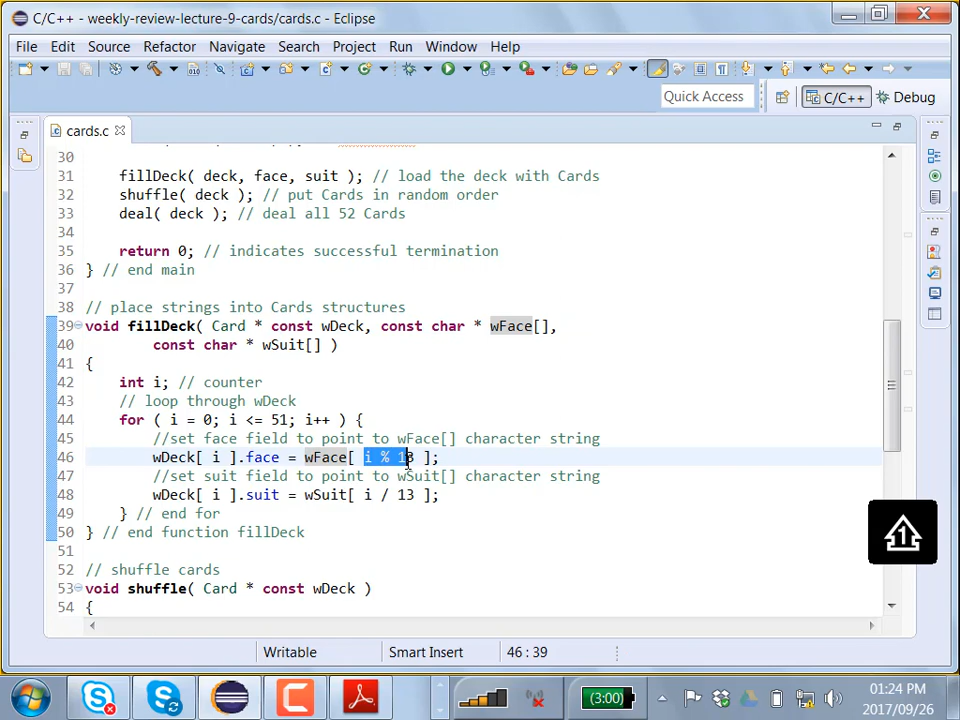 C/C++ - weekly-review-lecture-9-cards/cards.c - Eclipse
File Edit Source Refactor Navigate Search Project Run Window Help
Quick Access
C/C++
Debug
cards.c
30
31 fillDeck( deck, face, suit ); // load the deck with Cards
32 shuffle( deck ); // put Cards in random order
33 deal( deck ); // deal all 52 Cards
34
35 return 0; // indicates successful termination
36 } // end main
37
38 // place strings into Cards structures
39 void fillDeck( Card * const wDeck, const char * wFace[],
40 const char * wSuit[] )
41 {
42 int i; // counter
43 // loop through wDeck
44 for ( i = 0; i <= 51; i++ ) {
45 //set face field to point to wFace[] character string
46 wDeck[ i ].face = wFace[ i % 13 ];
47 //set suit field to point to wSuit[] character string
48 wDeck[ i ].suit = wSuit[ i / 13 ];
49 } // end for
50 } // end function fillDeck
51
52 // shuffle cards
53 void shuffle( Card * const wDeck )
54 {
Writable Smart Insert 46 : 39
1
(3:00)
01:24 PM
2017/09/26